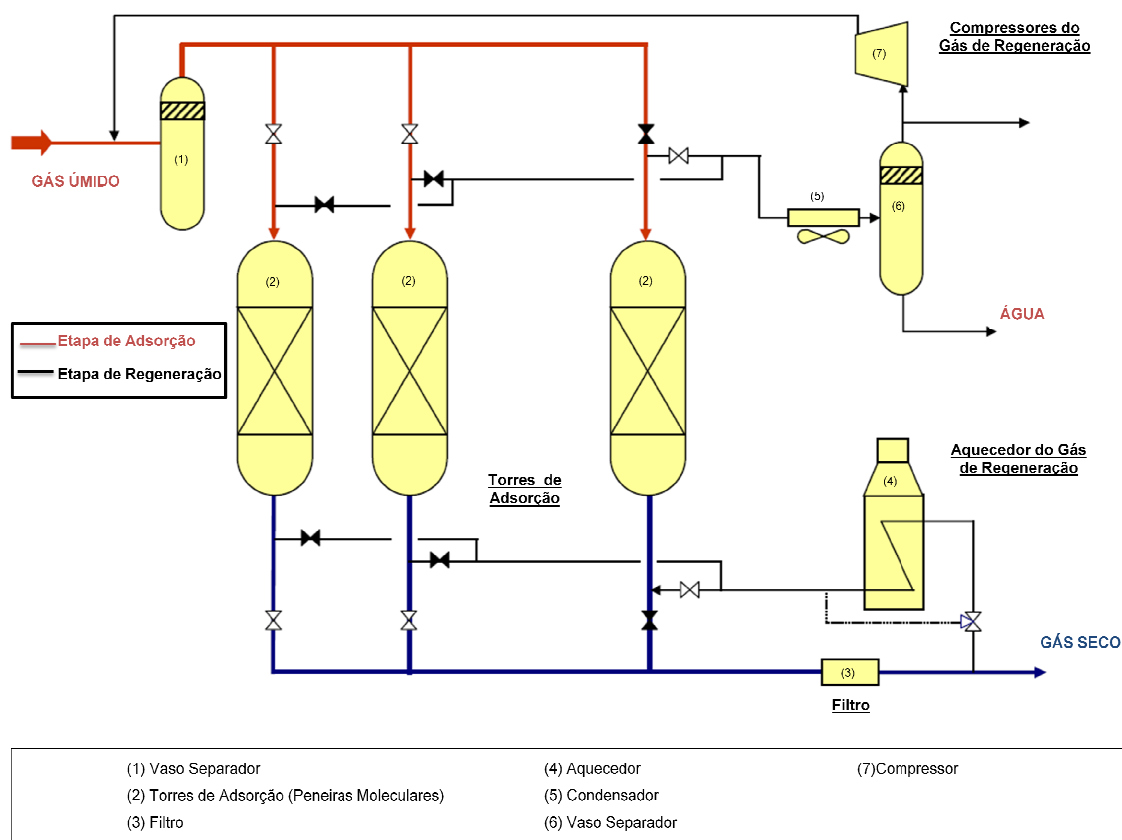 Compressores do
Gás de Regeneração
(7)
(1)
GÁS ÚMIDO
(5)
(6)
(2)
(2)
(2)
ÁGUA
Etapa de Adsorção
Etapa de Regeneração
Aquecedor do Gás
de Regeneração
(4)
Torres de
Adsorção
GÁS SECO
(3)
Filtro
(1) Vaso Separador
(4) Aquecedor
(7)Compressor
(2) Torres de Adsorção (Peneiras Moleculares)
(5) Condensador
(3) Filtro
(6) Vaso Separador